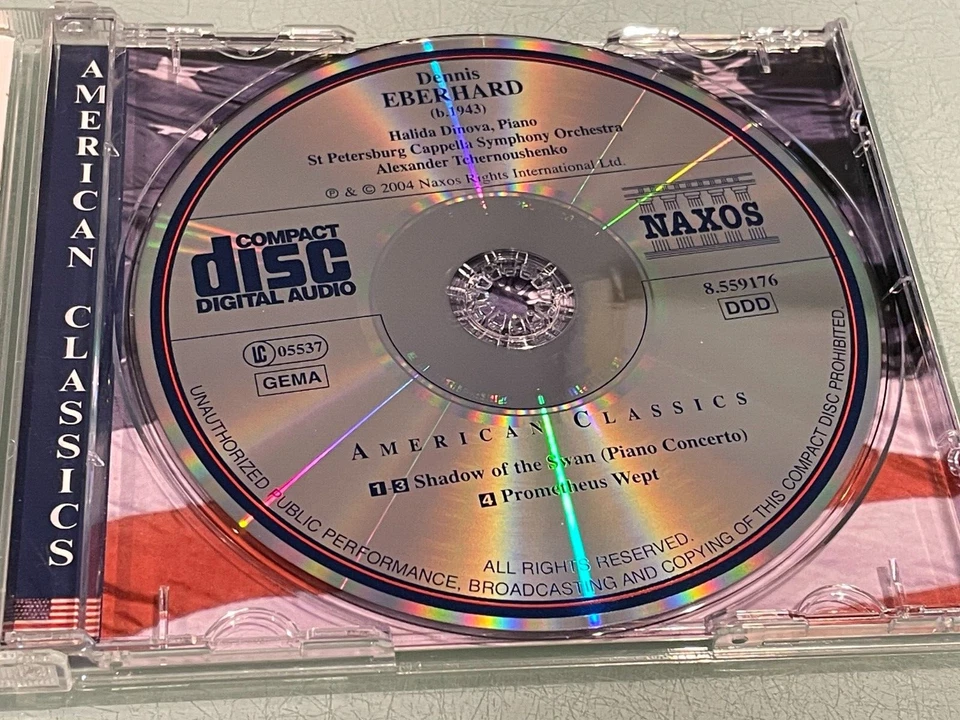 AMERICAN CLASSICS
Dennis
EBERHARD
(b.1943)
Halida Dinova, Piano
St Petersburg Cappella Symphony Orchestra
Alexander Tchernoushenko
℗ & © 2004 Naxos Rights International Ltd.
COMPACT
disc
DIGITAL AUDIO
NAXOS
8.559176
DDD
LC 05537
GEMA
AMERICAN CLASSICS
1 3 Shadow of the Swan (Piano Concerto)
4 Prometheus Wept
ALL RIGHTS RESERVED.
UNAUTHORIZED PUBLIC PERFORMANCE, BROADCASTING AND COPYING OF THIS COMPACT DISC PROHIBITED